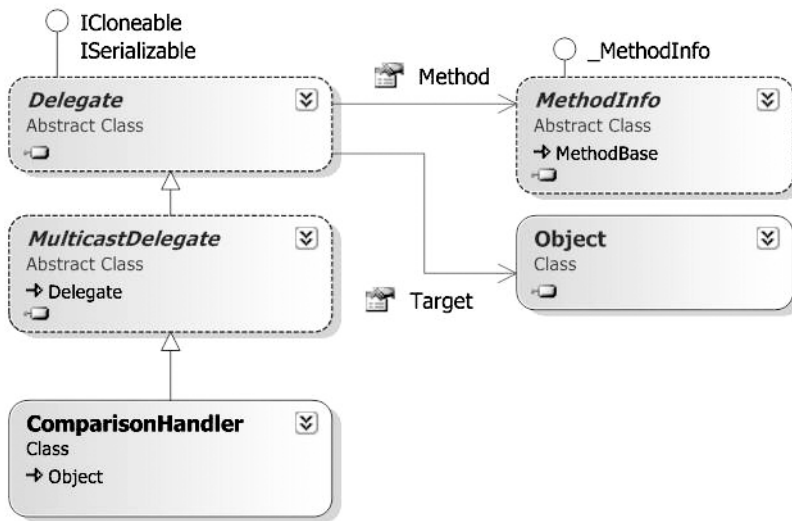 ICloneable
ISerializable
Method
_MethodInfo
Delegate
Abstract Class
MethodInfo
Abstract Class
MethodBase
MulticastDelegate
Abstract Class
Delegate
Object
Class
Target
ComparisonHandler
Class
Object